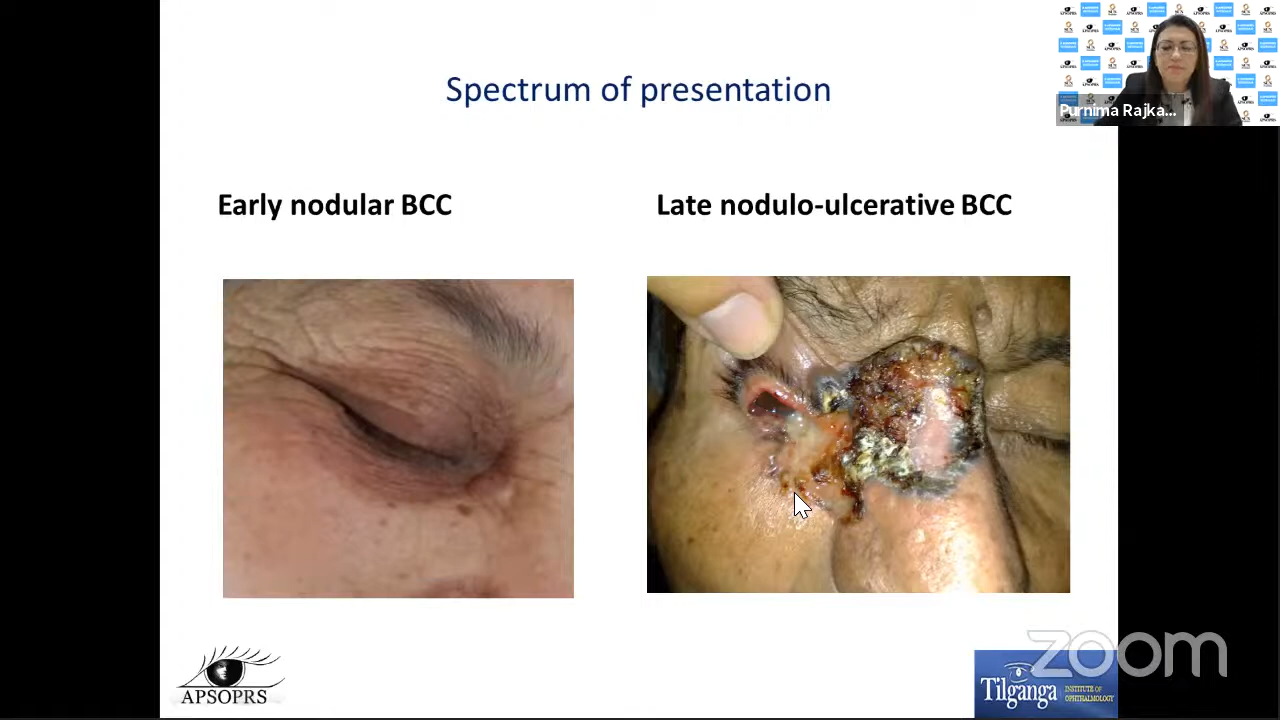 Spectrum of presentation
Purnima Rajka...
Early nodular BCC
Late nodulo-ulcerative BCC
APSOPRS
Tilganga
INSTITUTE OF
OPHTHALMOLOGY
zoom